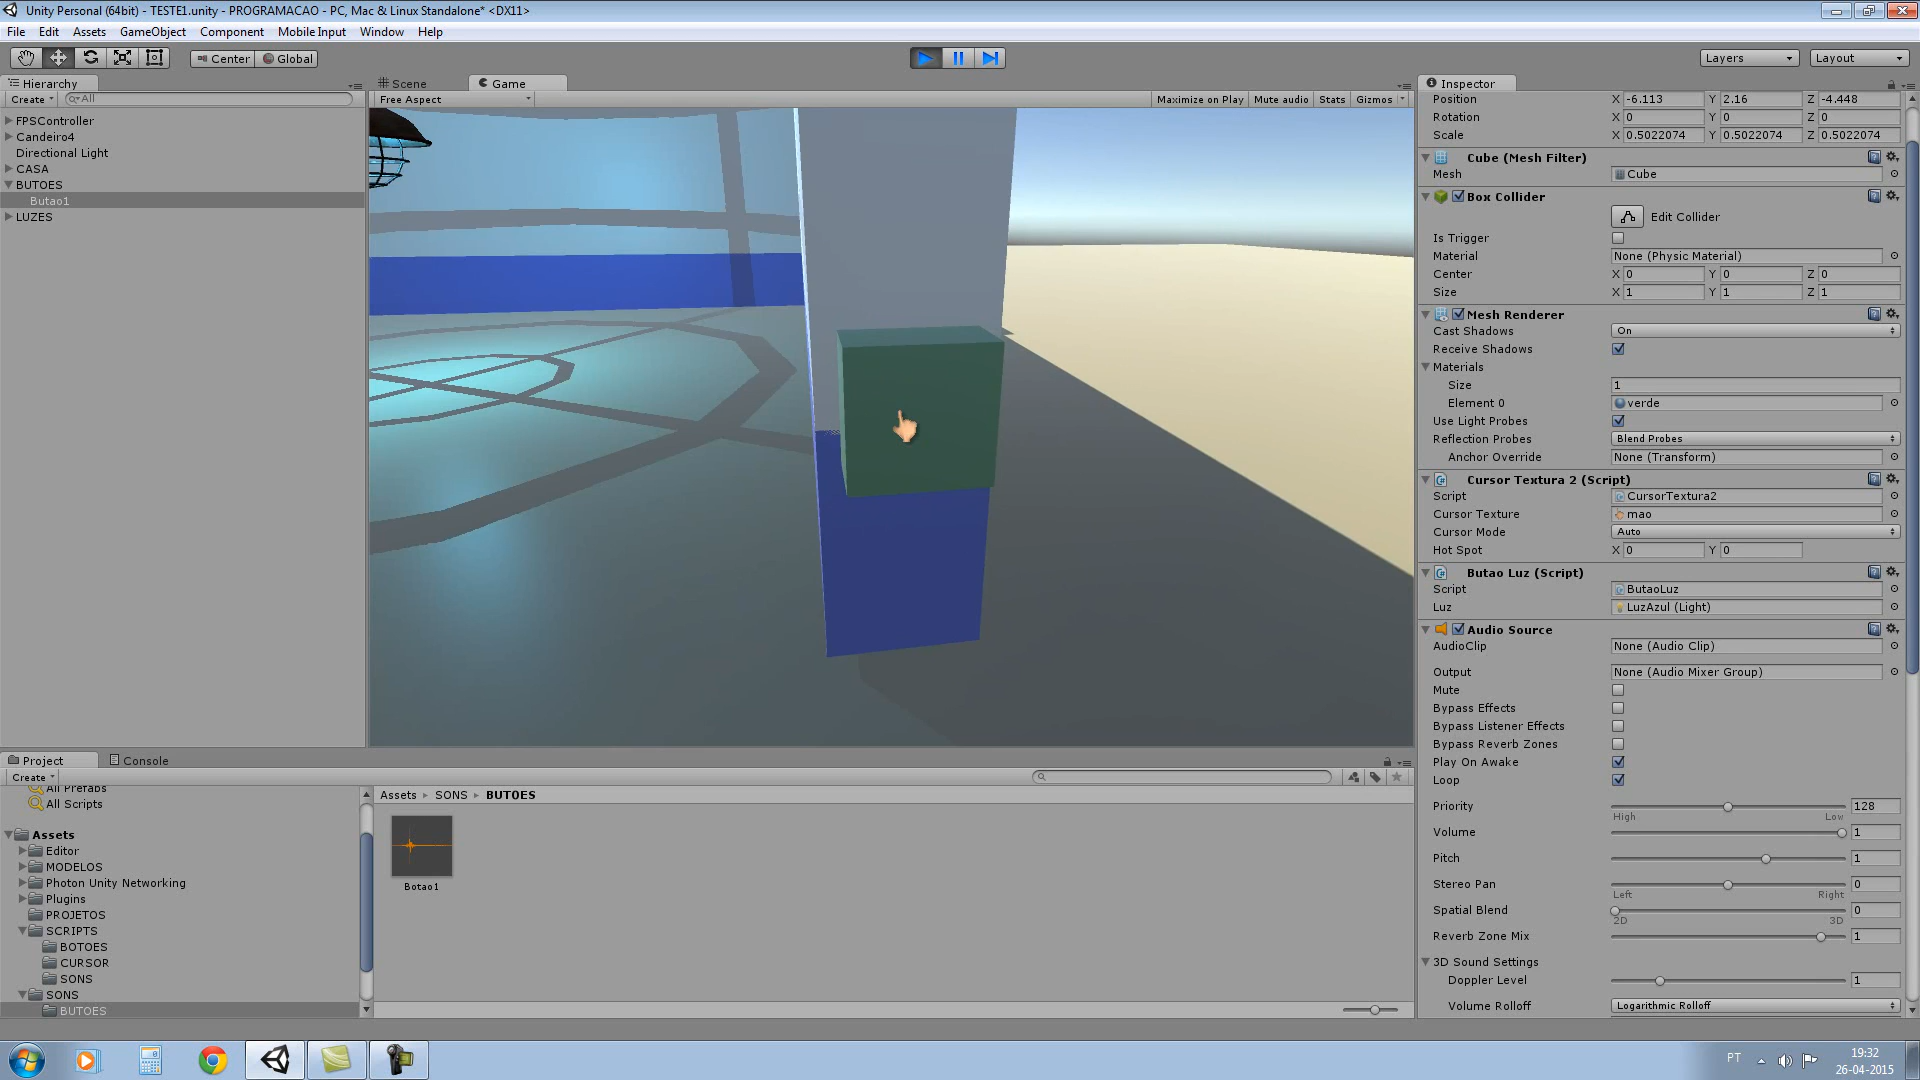 Unity Personal (64bit) - TESTE1.unity - PROGRAMACAO - PC, Mac & Linux Standalone* <DX11>
File Edit Assets GameObject Component Mobile Input Window Help
Center Global Layers Layout
Hierarchy
Create All
FPSController
Candeiro4
Directional Light
CASA
BUTOES
Butao1
LUZES
Scene Game
Free Aspect Maximize on Play Mute audio Stats Gizmos
Inspector
Position X -6.113 Y 2.16 Z -4.448
Rotation X 0 Y 0 Z 0
Scale X 0.5022074 Y 0.5022074 Z 0.5022074
Cube (Mesh Filter)
Mesh Cube
Box Collider
Edit Collider
Is Trigger
Material None (Physic Material)
Center X 0 Y 0 Z 0
Size X 1 Y 1 Z 1
Mesh Renderer
Cast Shadows On
Receive Shadows
Materials
Size 1
Element 0 verde
Use Light Probes
Reflection Probes Blend Probes
Anchor Override None (Transform)
Cursor Textura 2 (Script)
Script CursorTextura2
Cursor Texture mao
Cursor Mode Auto
Hot Spot X 0 Y 0
Butao Luz (Script)
Script ButaoLuz
Luz LuzAzul (Light)
Audio Source
AudioClip None (Audio Clip)
Output None (Audio Mixer Group)
Mute
Bypass Effects
Bypass Listener Effects
Bypass Reverb Zones
Play On Awake
Loop
Priority 128
High Low
Volume 1
Pitch 1
Stereo Pan 0
Left Right
Spatial Blend 0
2D 3D
Reverb Zone Mix 1
3D Sound Settings
Doppler Level 1
Volume Rolloff Logarithmic Rolloff
Project Console
Create
All Prefabs
All Scripts
Assets
Editor
MODELOS
Photon Unity Networking
Plugins
PROJETOS
SCRIPTS
BOTOES
CURSOR
SONS
SONS
BUTOES
Assets SONS BUTOES
Botao1
PT
19:32
26-04-2015